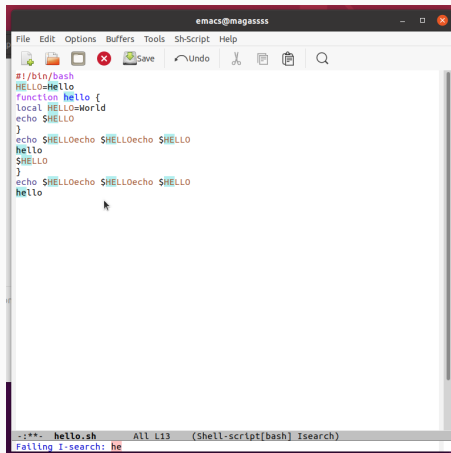 emacs@magassss
File Edit Options Buffers Tools Sh-Script Help
Save Undo
#!/bin/bash
HELLO=Hello
function hello {
local HELLO=World
echo $HELLO
}
echo $HELLOecho $HELLOecho $HELLO
hello
$HELLO
}
echo $HELLOecho $HELLOecho $HELLO
hello
-:**- hello.sh All L13 (Shell-script[bash] Isearch)
Failing I-search: he